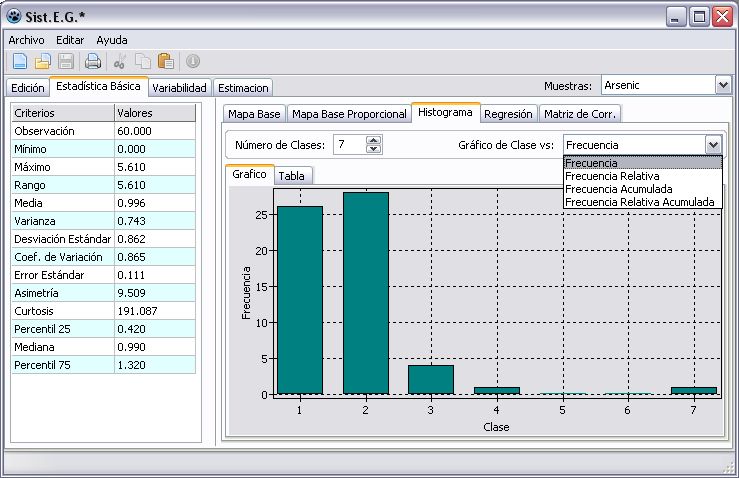 Sist.E.G.*
Archivo Editar Ayuda
Edición Estadística Básica Variabilidad Estimacion
Muestras: Arsenic
Criterios Valores
Observación 60.000
Mínimo 0.000
Máximo 5.610
Rango 5.610
Media 0.996
Varianza 0.743
Desviación Estándar 0.862
Coef. de Variación 0.865
Error Estándar 0.111
Asimetría 9.509
Curtosis 191.087
Percentil 25 0.420
Mediana 0.990
Percentil 75 1.320
Mapa Base Mapa Base Proporcional Histograma Regresión Matriz de Corr.
Número de Clases: 7
Gráfico de Clase vs: Frecuencia
Frecuencia
Frecuencia Relativa
Frecuencia Acumulada
Frecuencia Relativa Acumulada
Grafico Tabla
Frecuencia
25
20
15
10
5
0
1 2 3 4 5 6 7
Clase